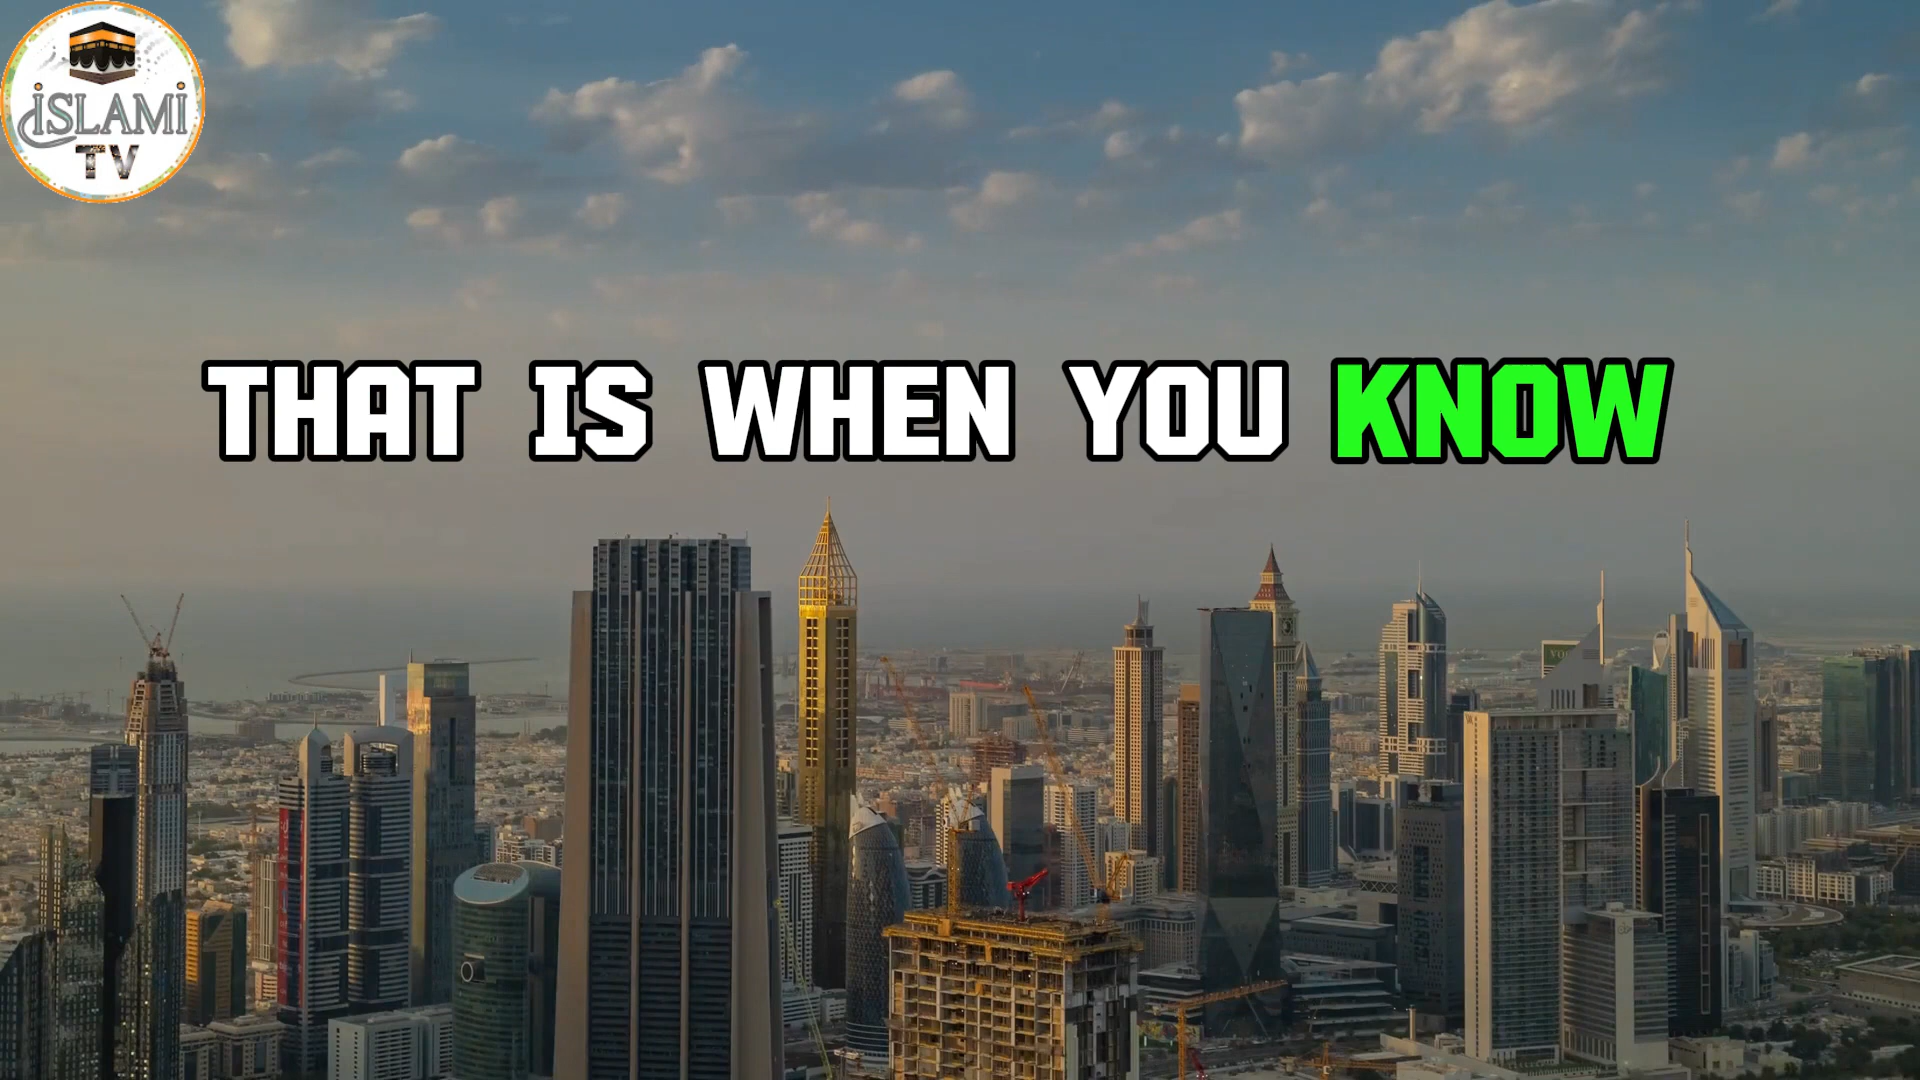 iSLAMi
TV
THAT IS WHEN YOU KNOW